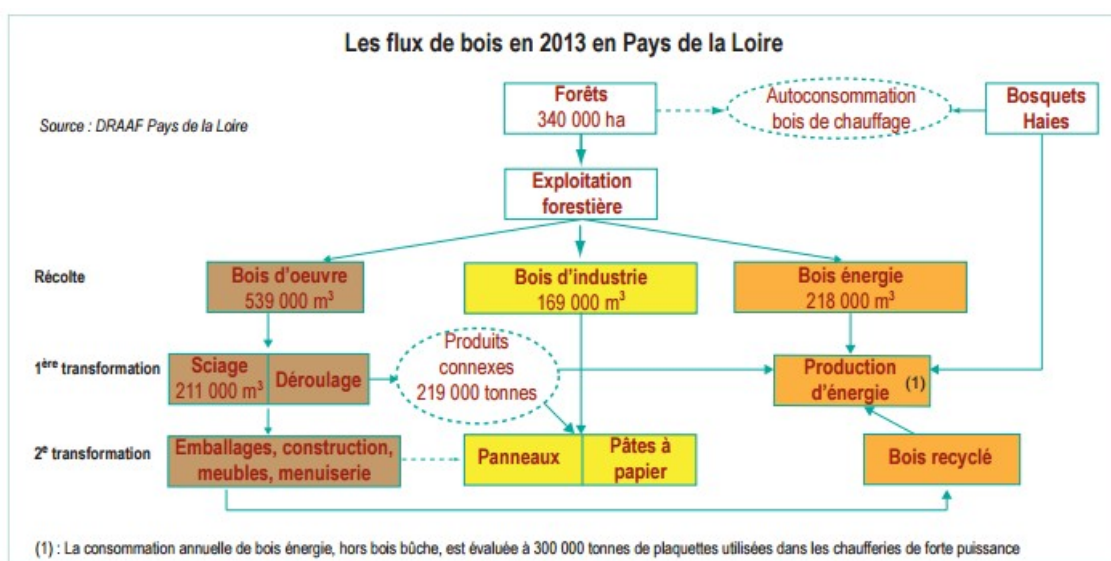 Les flux de bois en 2013 en Pays de la Loire
Source : DRAAF Pays de la Loire
Forêts
340 000 ha
Autoconsommation
bois de chauffage
Bosquets
Haies
Exploitation
forestière
Récolte
Bois d'oeuvre
539 000 m³
Bois d'industrie
169 000 m³
Bois énergie
218 000 m³
1ère transformation
Sciage
211 000 m³
Déroulage
Produits
connexes
219 000 tonnes
Production
d'énergie
(1)
2e transformation
Emballages, construction,
meubles, menuiserie
Panneaux
Pâtes à
papier
Bois recyclé
(1) : La consommation annuelle de bois énergie, hors bois bûche, est évaluée à 300 000 tonnes de plaquettes utilisées dans les chaufferies de forte puissance